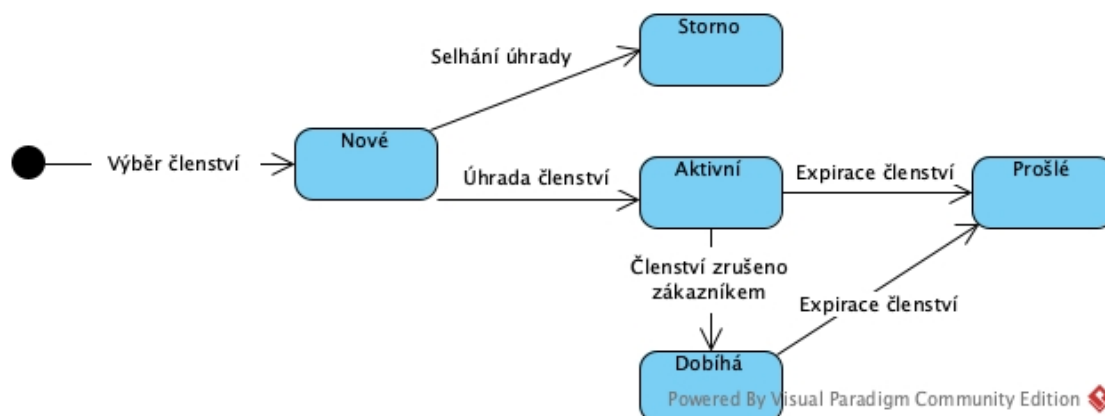 Storno
Selhání úhrady
Nové
Výběr členství
Úhrada členství
Aktivní
Expirace členství
Prošlé
Členství zrušeno
zákazníkem
Expirace členství
Dobíhá
Powered By Visual Paradigm Community Edition